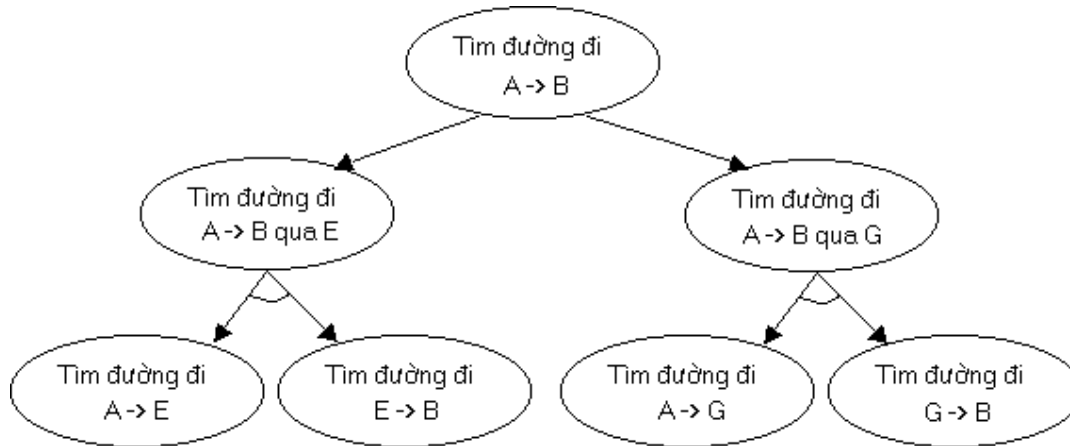 Tìm đường đi
A -> B
Tìm đường đi
A -> B qua E
Tìm đường đi
A -> B qua G
Tìm đường đi
A -> E
Tìm đường đi
E -> B
Tìm đường đi
A -> G
Tìm đường đi
G -> B